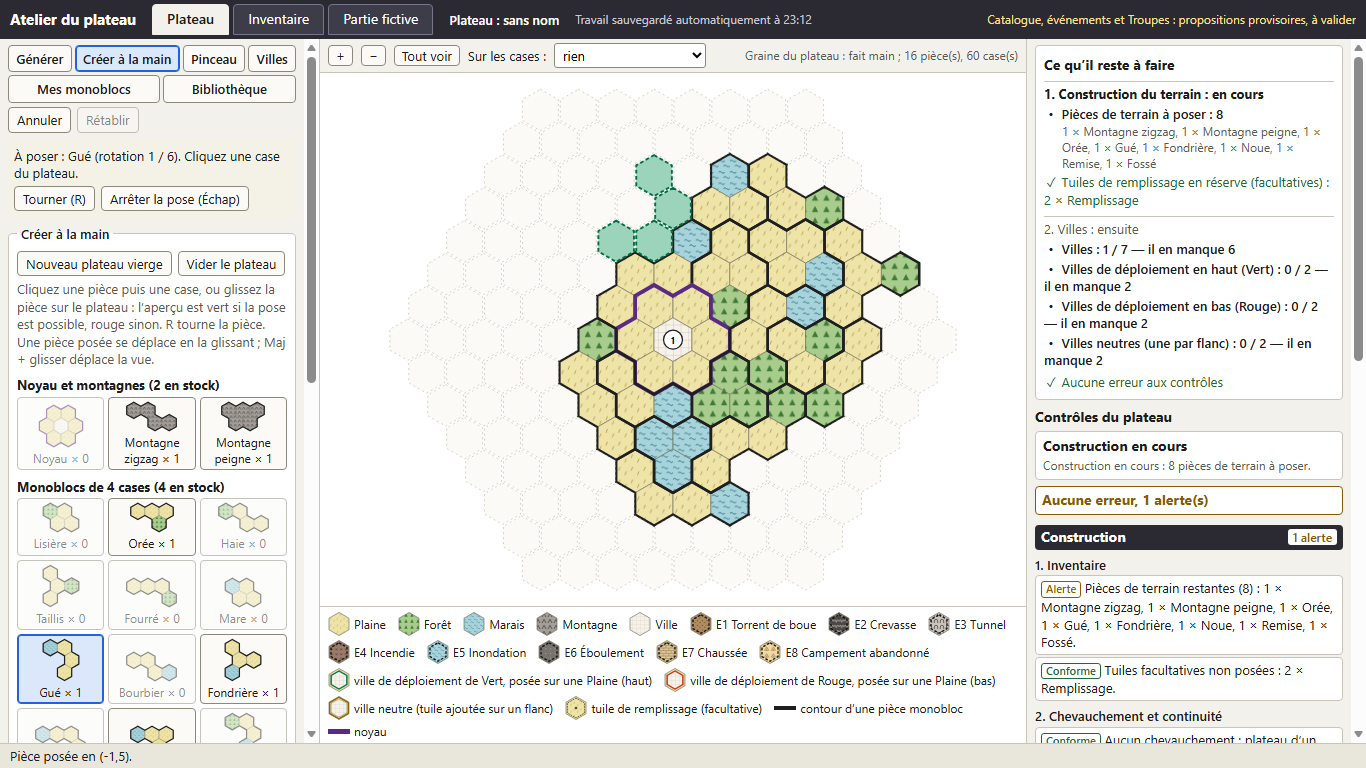 Atelier du plateau
Plateau
Inventaire
Partie fictive
Plateau : sans nom
Travail sauvegardé automatiquement à 23:12
Catalogue, événements et Troupes : propositions provisoires, à valider
Générer
Créer à la main
Pinceau
Villes
Mes monoblocs
Bibliothèque
Annuler
Rétablir
À poser : Gué (rotation 1 / 6). Cliquez une case
du plateau.
Tourner (R)
Arrêter la pose (Échap)
Créer à la main
Nouveau plateau vierge
Vider le plateau
Cliquez une pièce puis une case, ou glissez la
pièce sur le plateau : l'aperçu est vert si la pose
est possible, rouge sinon. R tourne la pièce.
Une pièce posée se déplace en la glissant ; Maj
+ glisser déplace la vue.
Noyau et montagnes (2 en stock)
Noyau × 0
Montagne
zigzag × 1
Montagne
peigne × 1
Monoblocs de 4 cases (4 en stock)
Lisière × 0
Orée × 1
Haie × 0
Taillis × 0
Fourré × 0
Mare × 0
Gué × 1
Bourbier × 0
Fondrière × 1
+
−
Tout voir
Sur les cases :
rien
Graine du plateau : fait main ; 16 pièce(s), 60 case(s)
1
Plaine
Forêt
Marais
Montagne
Ville
E1 Torrent de boue
E2 Crevasse
E3 Tunnel
E4 Incendie
E5 Inondation
E6 Éboulement
E7 Chaussée
E8 Campement abandonné
ville de déploiement de Vert, posée sur une Plaine (haut)
ville de déploiement de Rouge, posée sur une Plaine (bas)
ville neutre (tuile ajoutée sur un flanc)
tuile de remplissage (facultative)
contour d'une pièce monobloc
noyau
Ce qu'il reste à faire
1. Construction du terrain : en cours
• Pièces de terrain à poser : 8
1 × Montagne zigzag, 1 × Montagne peigne, 1 ×
Orée, 1 × Gué, 1 × Fondrière, 1 × Noue, 1 ×
Remise, 1 × Fossé
✓ Tuiles de remplissage en réserve (facultatives) :
2 × Remplissage
2. Villes : ensuite
• Villes : 1 / 7 — il en manque 6
• Villes de déploiement en haut (Vert) : 0 / 2 —
il en manque 2
• Villes de déploiement en bas (Rouge) : 0 / 2
— il en manque 2
• Villes neutres (une par flanc) : 0 / 2 — il en
manque 2
✓ Aucune erreur aux contrôles
Contrôles du plateau
Construction en cours
Construction en cours : 8 pièces de terrain à poser.
Aucune erreur, 1 alerte(s)
Construction
1 alerte
1. Inventaire
Alerte Pièces de terrain restantes (8) : 1 ×
Montagne zigzag, 1 × Montagne peigne, 1 × Orée,
1 × Gué, 1 × Fondrière, 1 × Noue, 1 × Remise, 1 ×
Fossé.
Conforme Tuiles facultatives non posées : 2 ×
Remplissage.
2. Chevauchement et continuité
Conforme Aucun chevauchement : plateau d'un
Pièce posée en (-1,5).